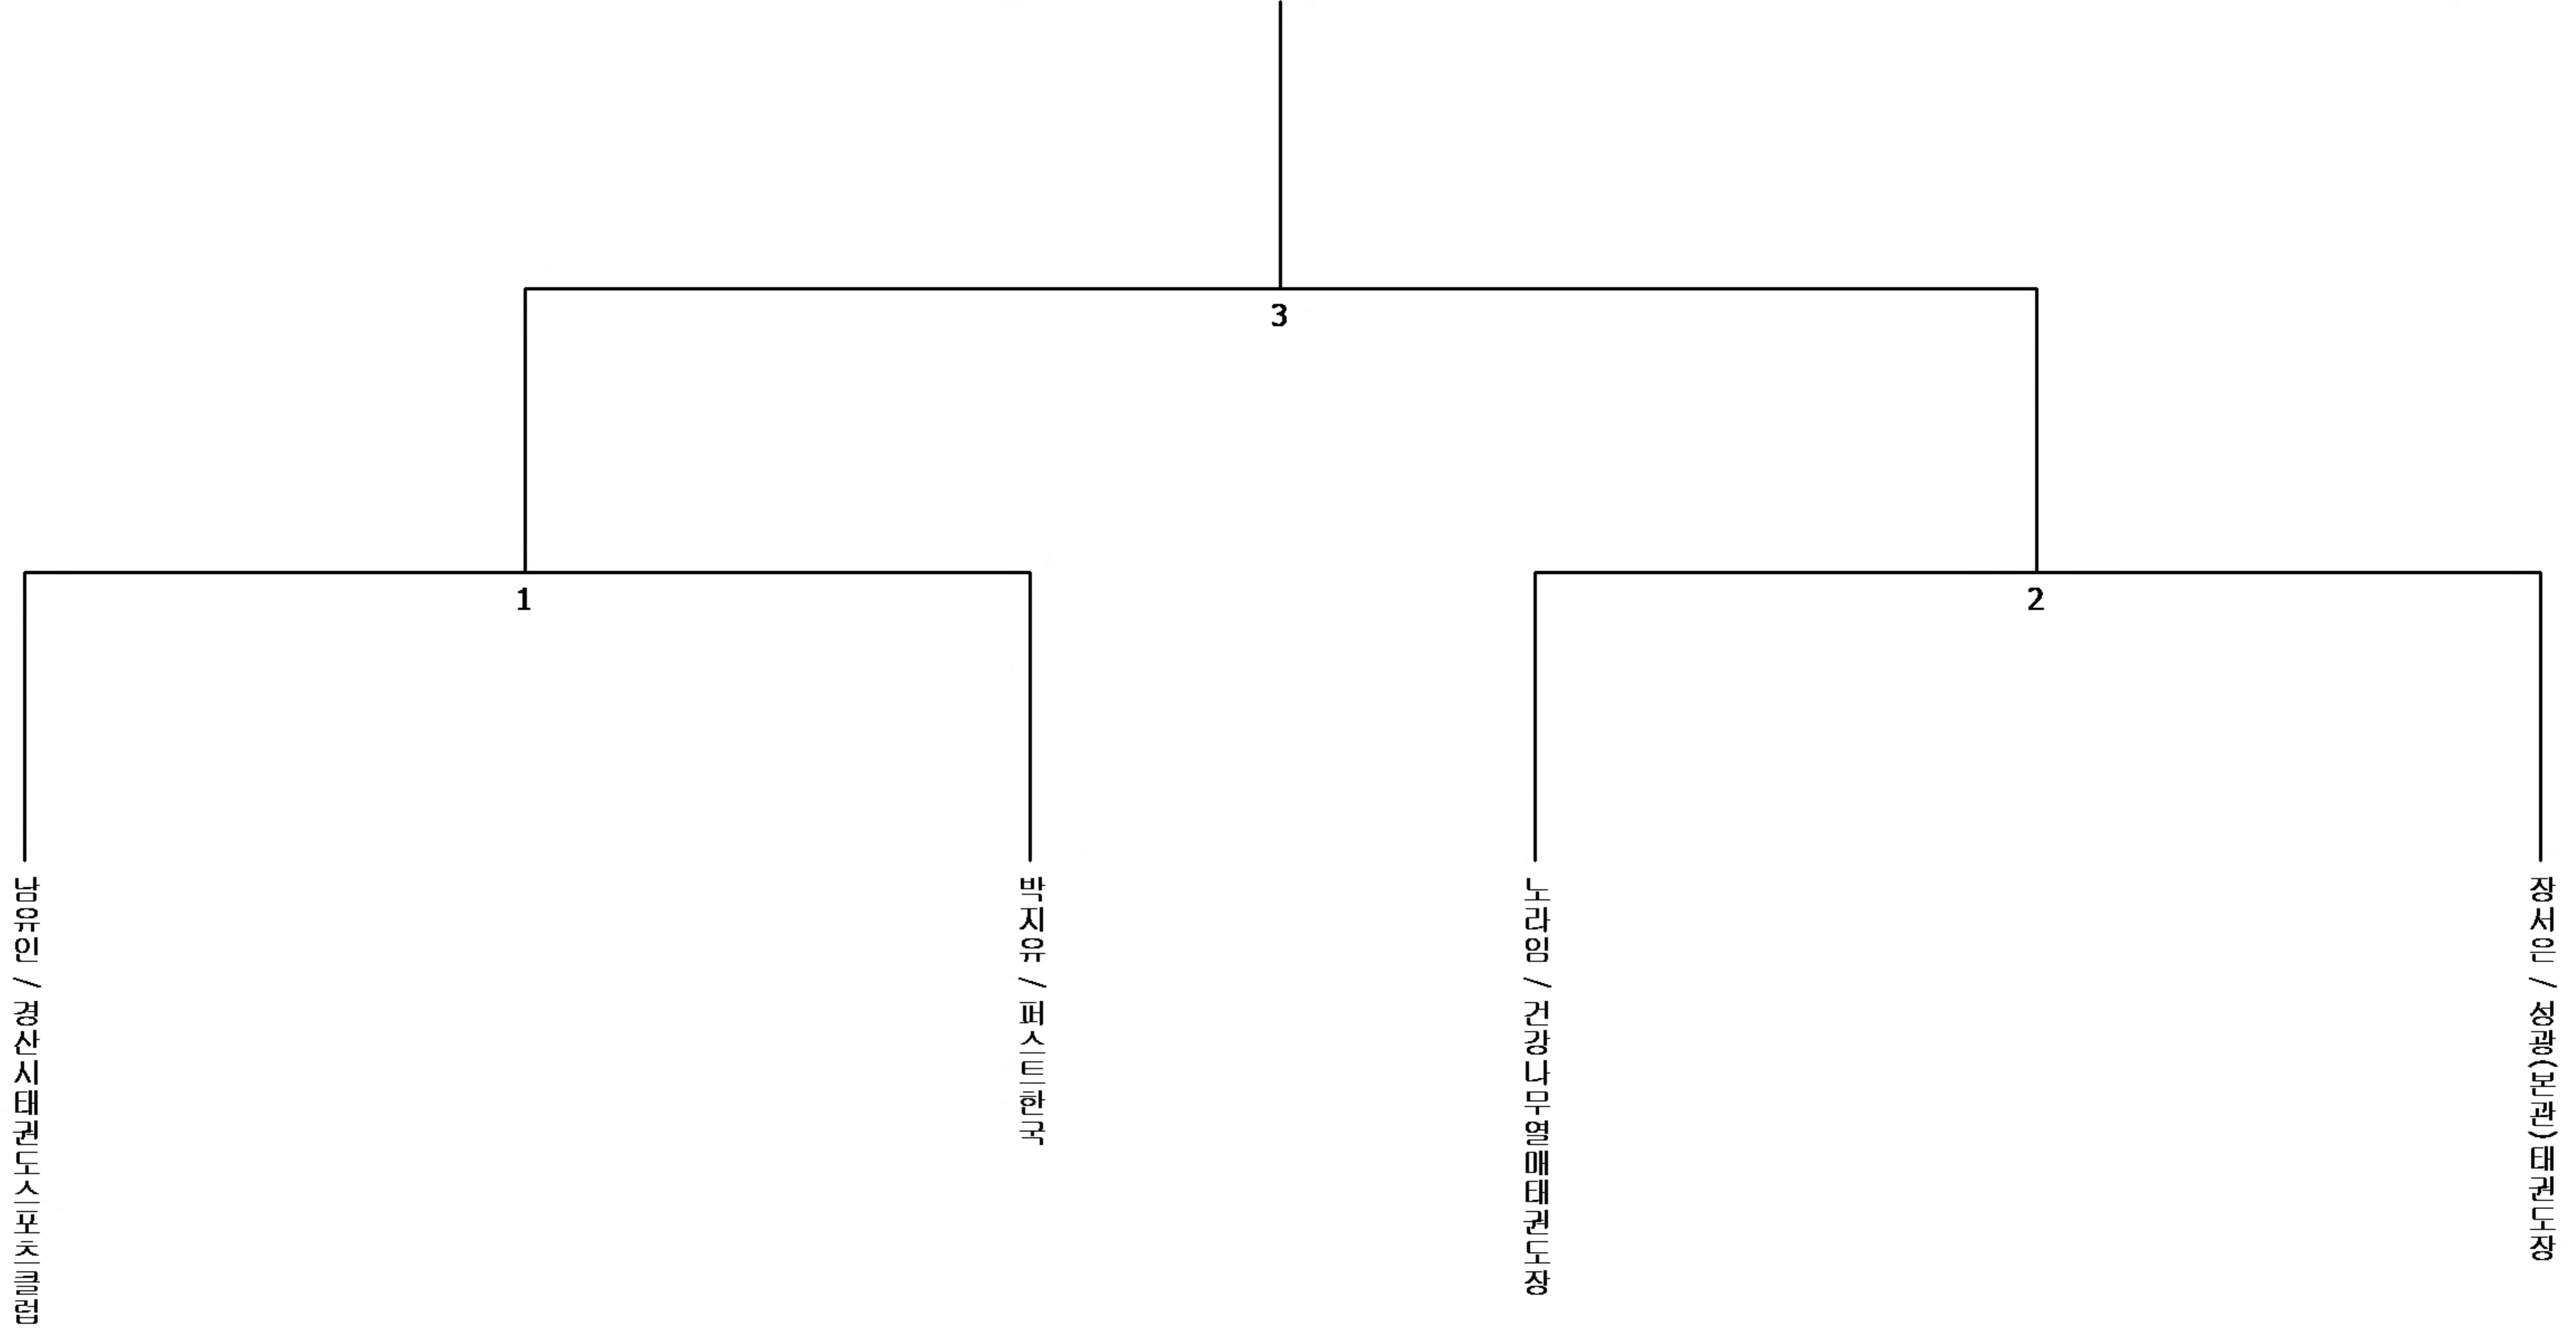 3
1
2
남유인 / 경산시태권도스포츠클럽
박지유 / 퍼스트한국
노라임 / 건강나무열매태권도장
장서은 / 성광(본관)태권도장